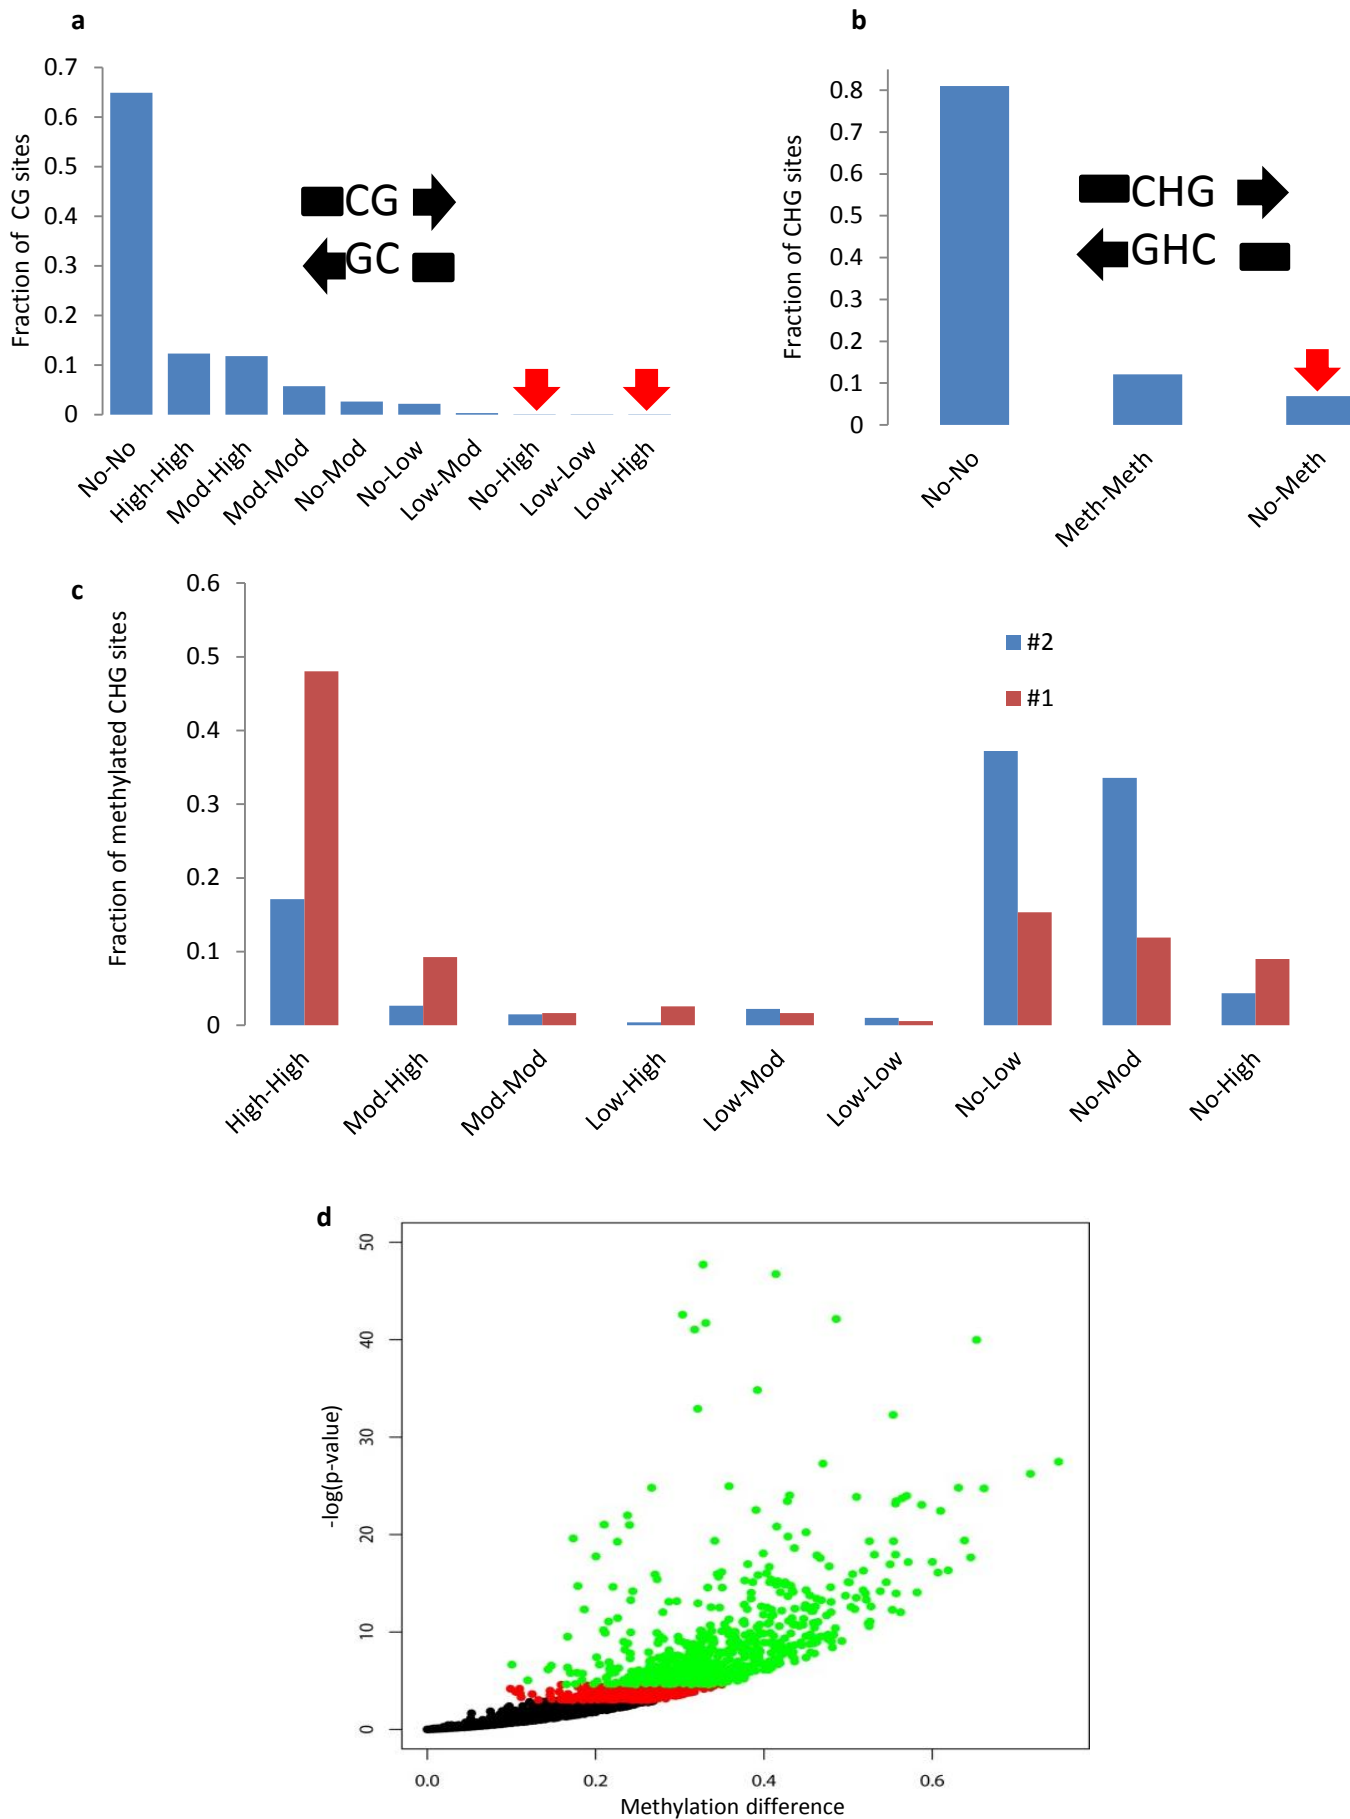 a
Fraction of CG sites
0.7
0.6
0.5
0.4
0.3
0.2
0.1
0
CG
GC
No-No
High-High
Mod-High
Mod-Mod
No-Mod
No-Low
Low-Mod
No-High
Low-Low
Low-High
b
Fraction of CHG sites
0.8
0.7
0.6
0.5
0.4
0.3
0.2
0.1
0
CHG
GHC
No-No
Meth-Meth
No-Meth
c
Fraction of methylated CHG sites
0.6
0.5
0.4
0.3
0.2
0.1
0
#2
#1
High-High
Mod-High
Mod-Mod
Low-High
Low-Mod
Low-Low
No-Low
No-Mod
No-High
d
-log(p-value)
50
40
30
20
10
0
0.0
0.2
0.4
0.6
Methylation difference